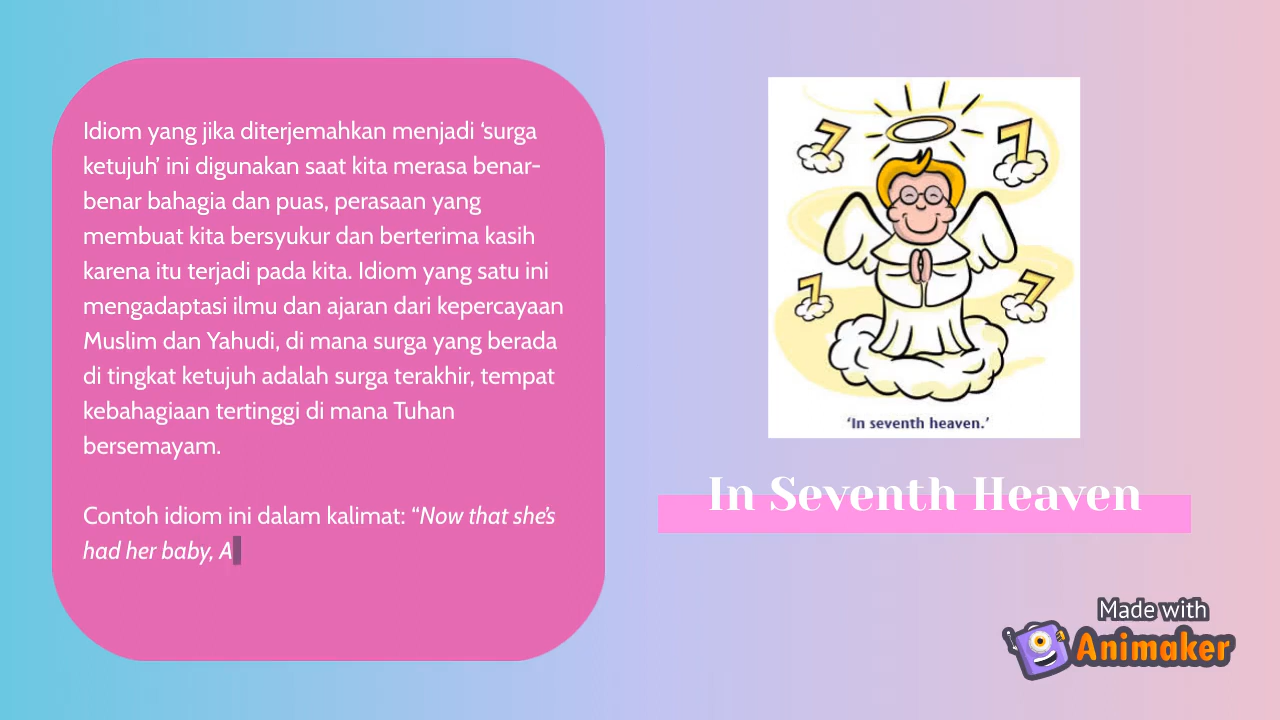 Idiom yang jika diterjemahkan menjadi ‘surga
ketujuh’ ini digunakan saat kita merasa benar-
benar bahagia dan puas, perasaan yang
membuat kita bersyukur dan berterima kasih
karena itu terjadi pada kita. Idiom yang satu ini
mengadaptasi ilmu dan ajaran dari kepercayaan
Muslim dan Yahudi, di mana surga yang berada
di tingkat ketujuh adalah surga terakhir, tempat
kebahagiaan tertinggi di mana Tuhan
bersemayam.
Contoh idiom ini dalam kalimat: “Now that she’s
had her baby, A
7 7
7 7
‘In seventh heaven.’
In Seventh Heaven
Made with
Animaker